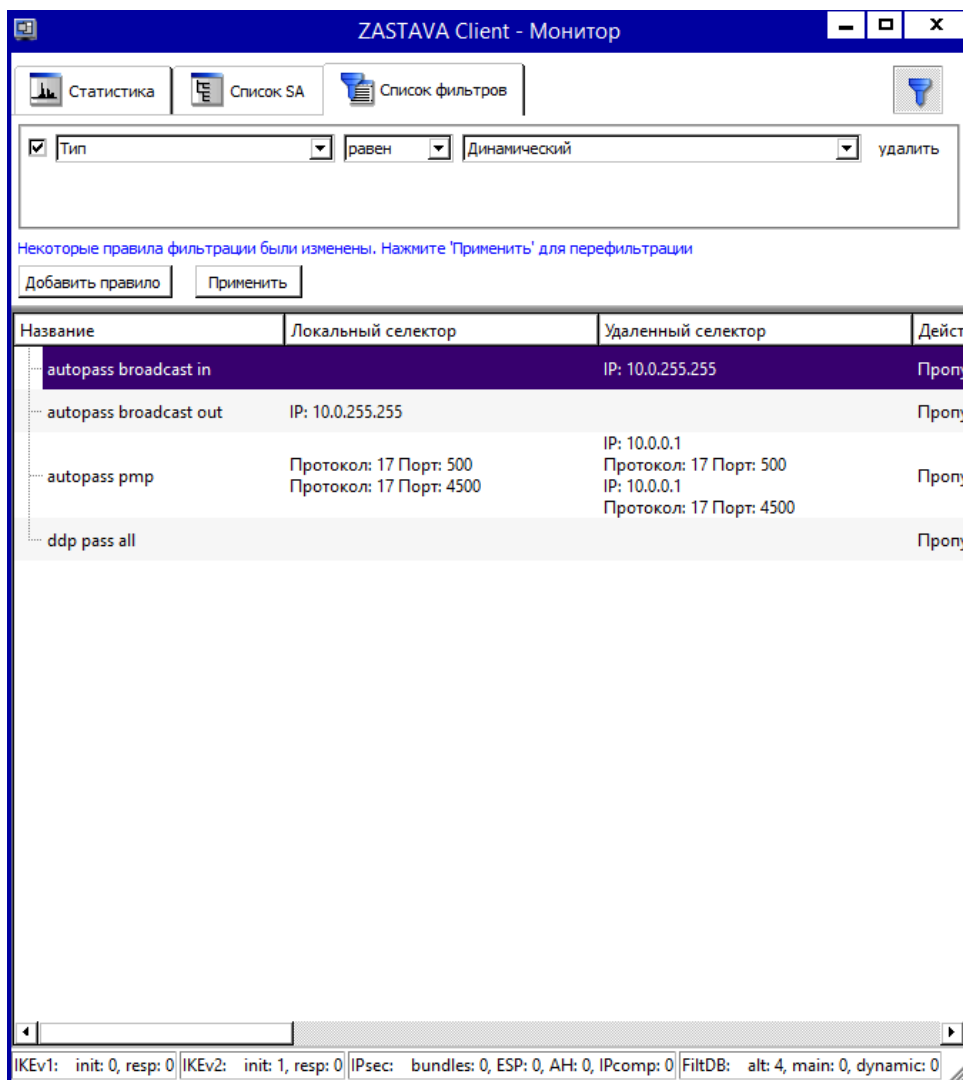 ZASTAVA Client - Монитор
Статистика Список SA Список фильтров
Тип равен Динамический удалить
Некоторые правила фильтрации были изменены. Нажмите 'Применить' для перефильтрации
Добавить правило Применить
Название Локальный селектор Удаленный селектор Дейст
autopass broadcast in IP: 10.0.255.255 Пропу
autopass broadcast out IP: 10.0.255.255 Пропу
IP: 10.0.0.1
Протокол: 17 Порт: 500 Протокол: 17 Порт: 500
autopass pmp Пропу
Протокол: 17 Порт: 4500 IP: 10.0.0.1
Протокол: 17 Порт: 4500
ddp pass all Пропу
IKEv1: init: 0, resp: 0 IKEv2: init: 1, resp: 0 IPsec: bundles: 0, ESP: 0, AH: 0, IPcomp: 0 FiltDB: alt: 4, main: 0, dynamic: 0